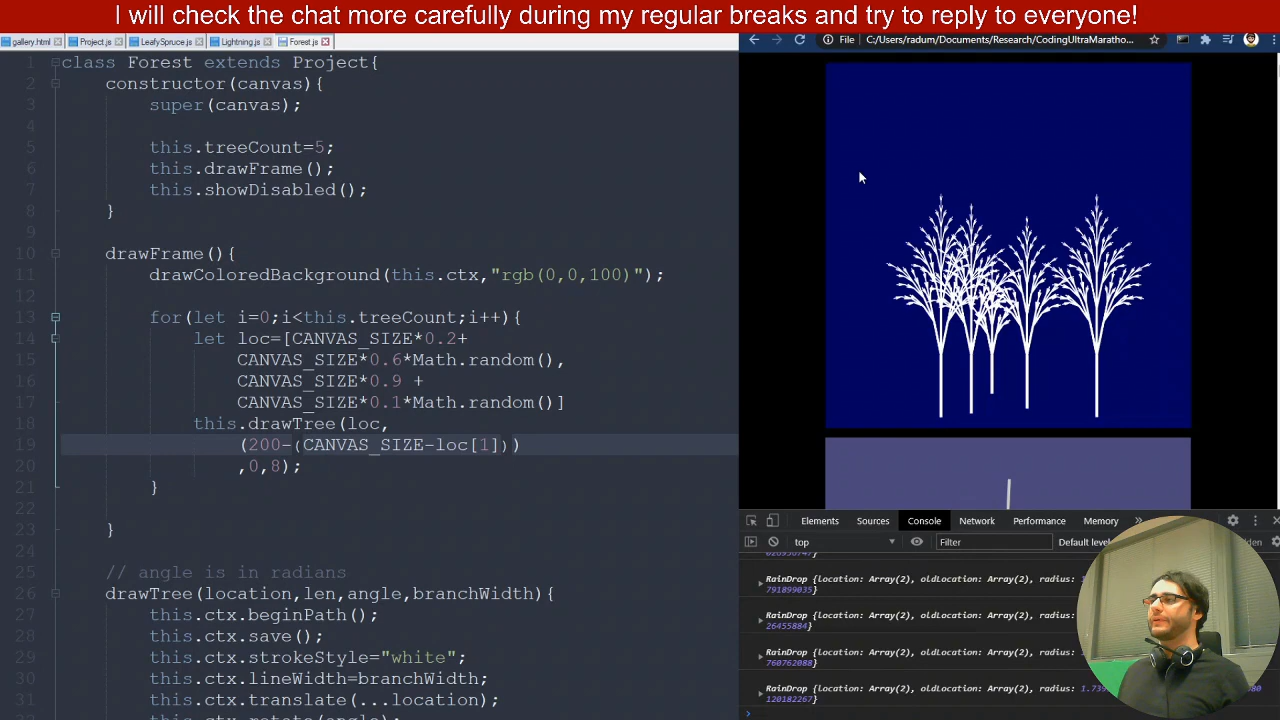 I will check the chat more carefully during my regular breaks and try to reply to everyone!
gallery.html Project.js LeafySpruce.js Lightning.js Forest.js
File C:/Users/radum/Documents/Research/CodingUltraMaratho...
1 class Forest extends Project{
2 constructor(canvas){
3 super(canvas);
4
5 this.treeCount=5;
6 this.drawFrame();
7 this.showDisabled();
8 }
9
10 drawFrame(){
11 drawColoredBackground(this.ctx,"rgb(0,0,100)");
12
13 for(let i=0;i<this.treeCount;i++){
14 let loc=[CANVAS_SIZE*0.2+
15 CANVAS_SIZE*0.6*Math.random(),
16 CANVAS_SIZE*0.9 +
17 CANVAS_SIZE*0.1*Math.random()]
18 this.drawTree(loc,
19 (200-(CANVAS_SIZE-loc[1]))
20 ,0,8);
21 }
22
23 }
24
25 // angle is in radians
26 drawTree(location,len,angle,branchWidth){
27 this.ctx.beginPath();
28 this.ctx.save();
29 this.ctx.strokeStyle="white";
30 this.ctx.lineWidth=branchWidth;
31 this.ctx.translate(...location);
Elements Sources Console Network Performance Memory »
top Filter Default leve
RainDrop {location: Array(2), oldLocation: Array(2), radius: 1.
791899035}
RainDrop {location: Array(2), oldLocation: Array(2), radius:
26455884}
RainDrop {location: Array(2), oldLocation: Array(2), radius:
760762088}
RainDrop {location: Array(2), oldLocation: Array(2), radius: 1.739
120182267}